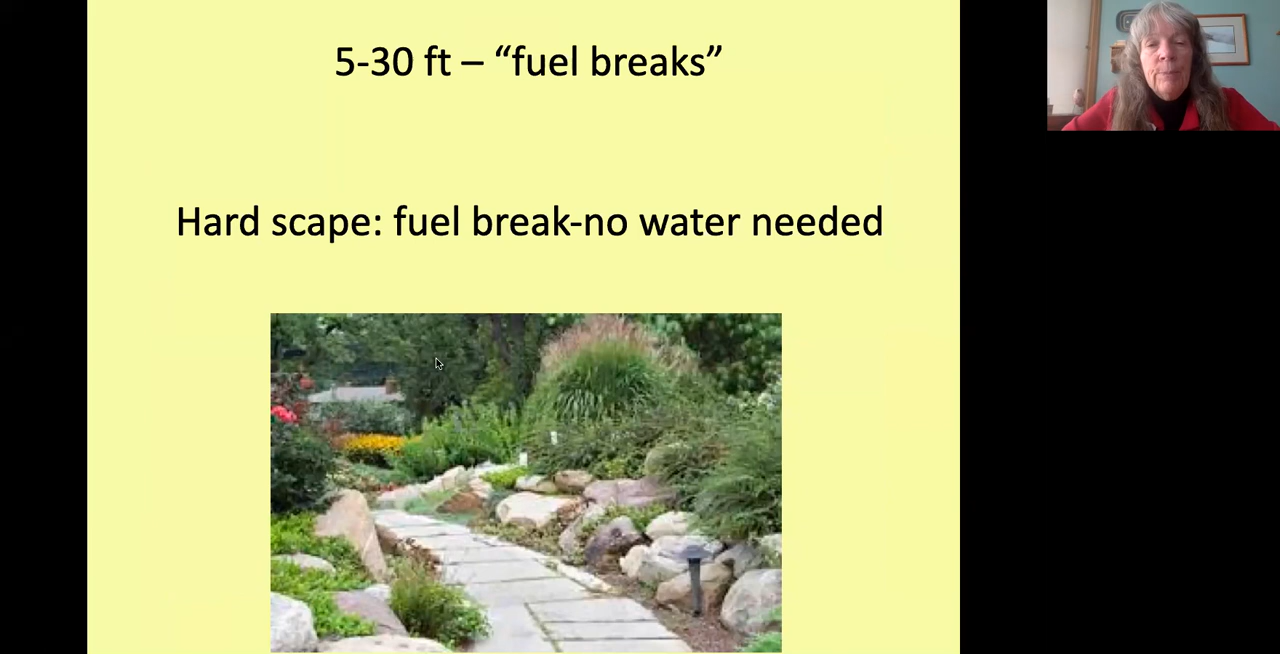 5-30 ft – “fuel breaks”
Hard scape: fuel break-no water needed